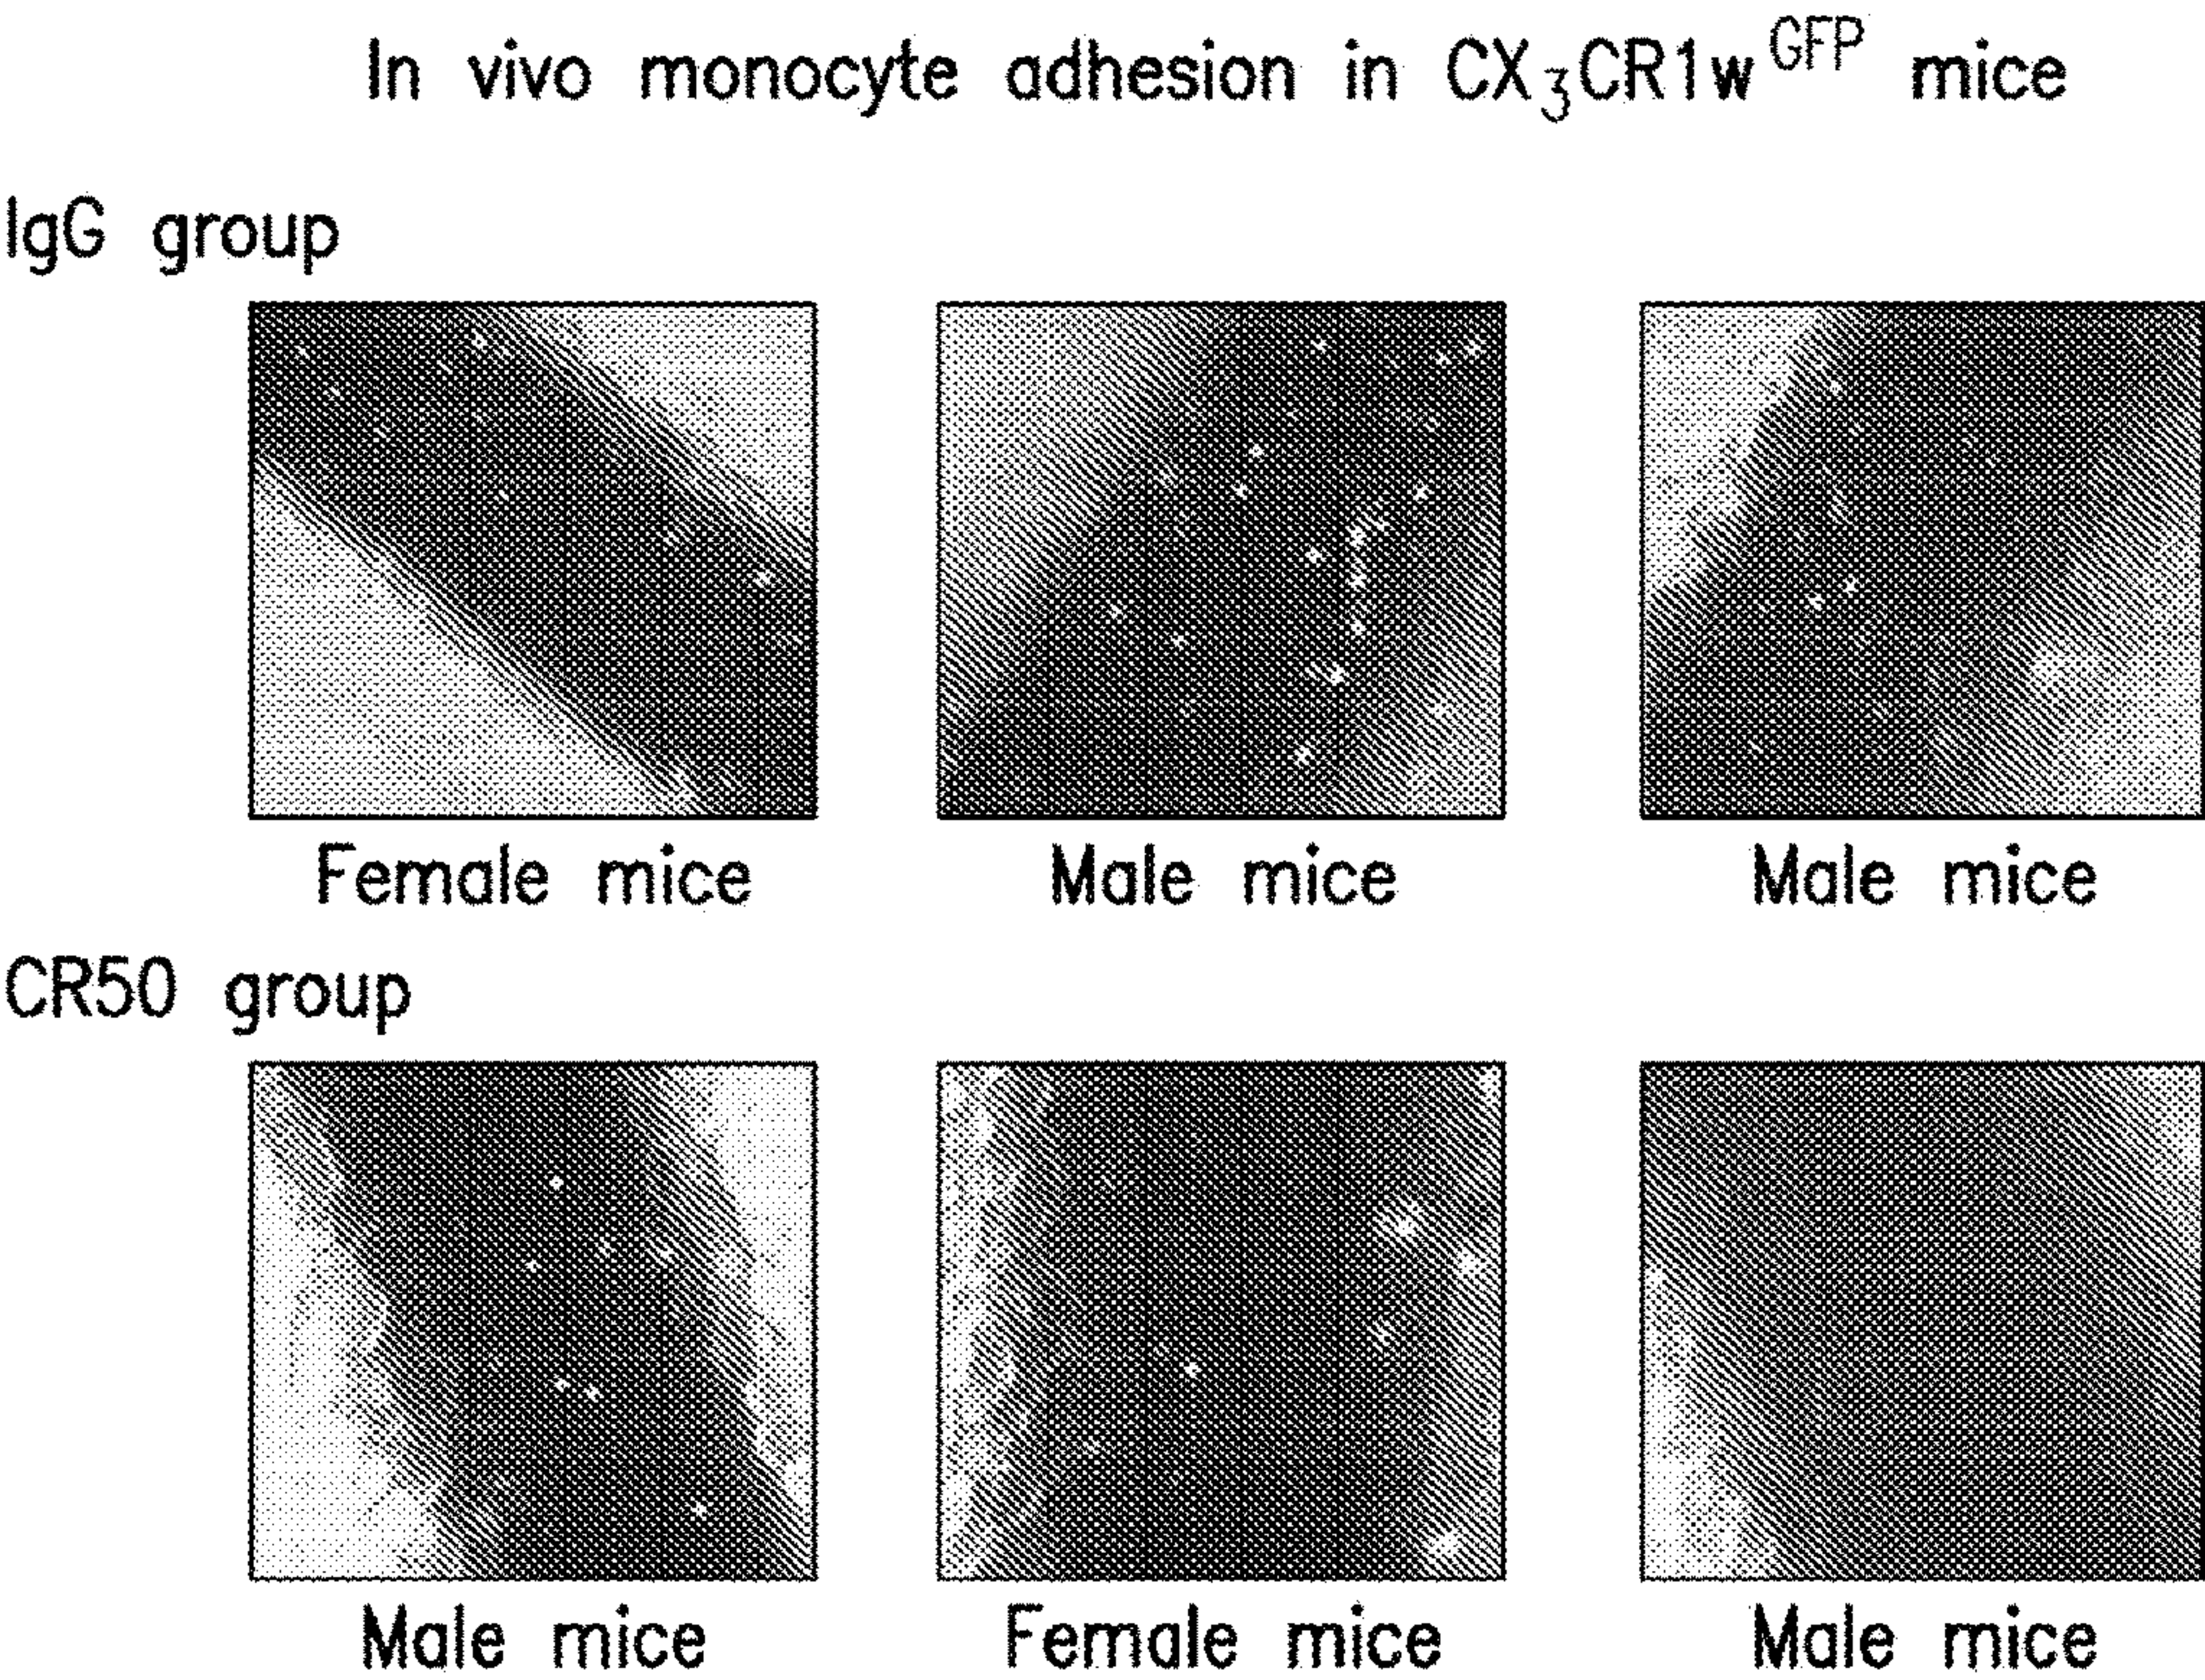 In vivo monocyte adhesion in CX₃CR1w^GFP mice
IgG group
Female mice Male mice Male mice
CR50 group
Male mice Female mice Male mice